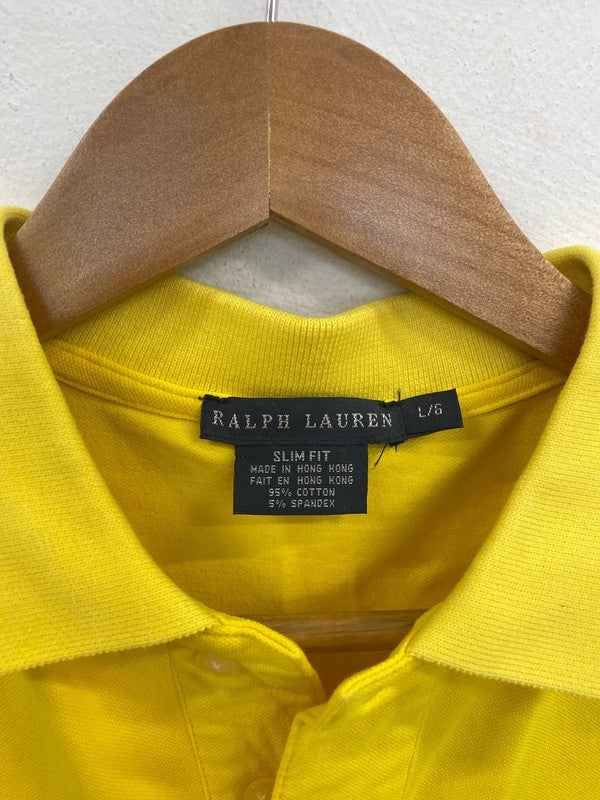 RALPH LAUREN
L/G
SLIM FIT
MADE IN HONG KONG
FAIT EN HONG KONG
95% COTTON
5% SPANDEX